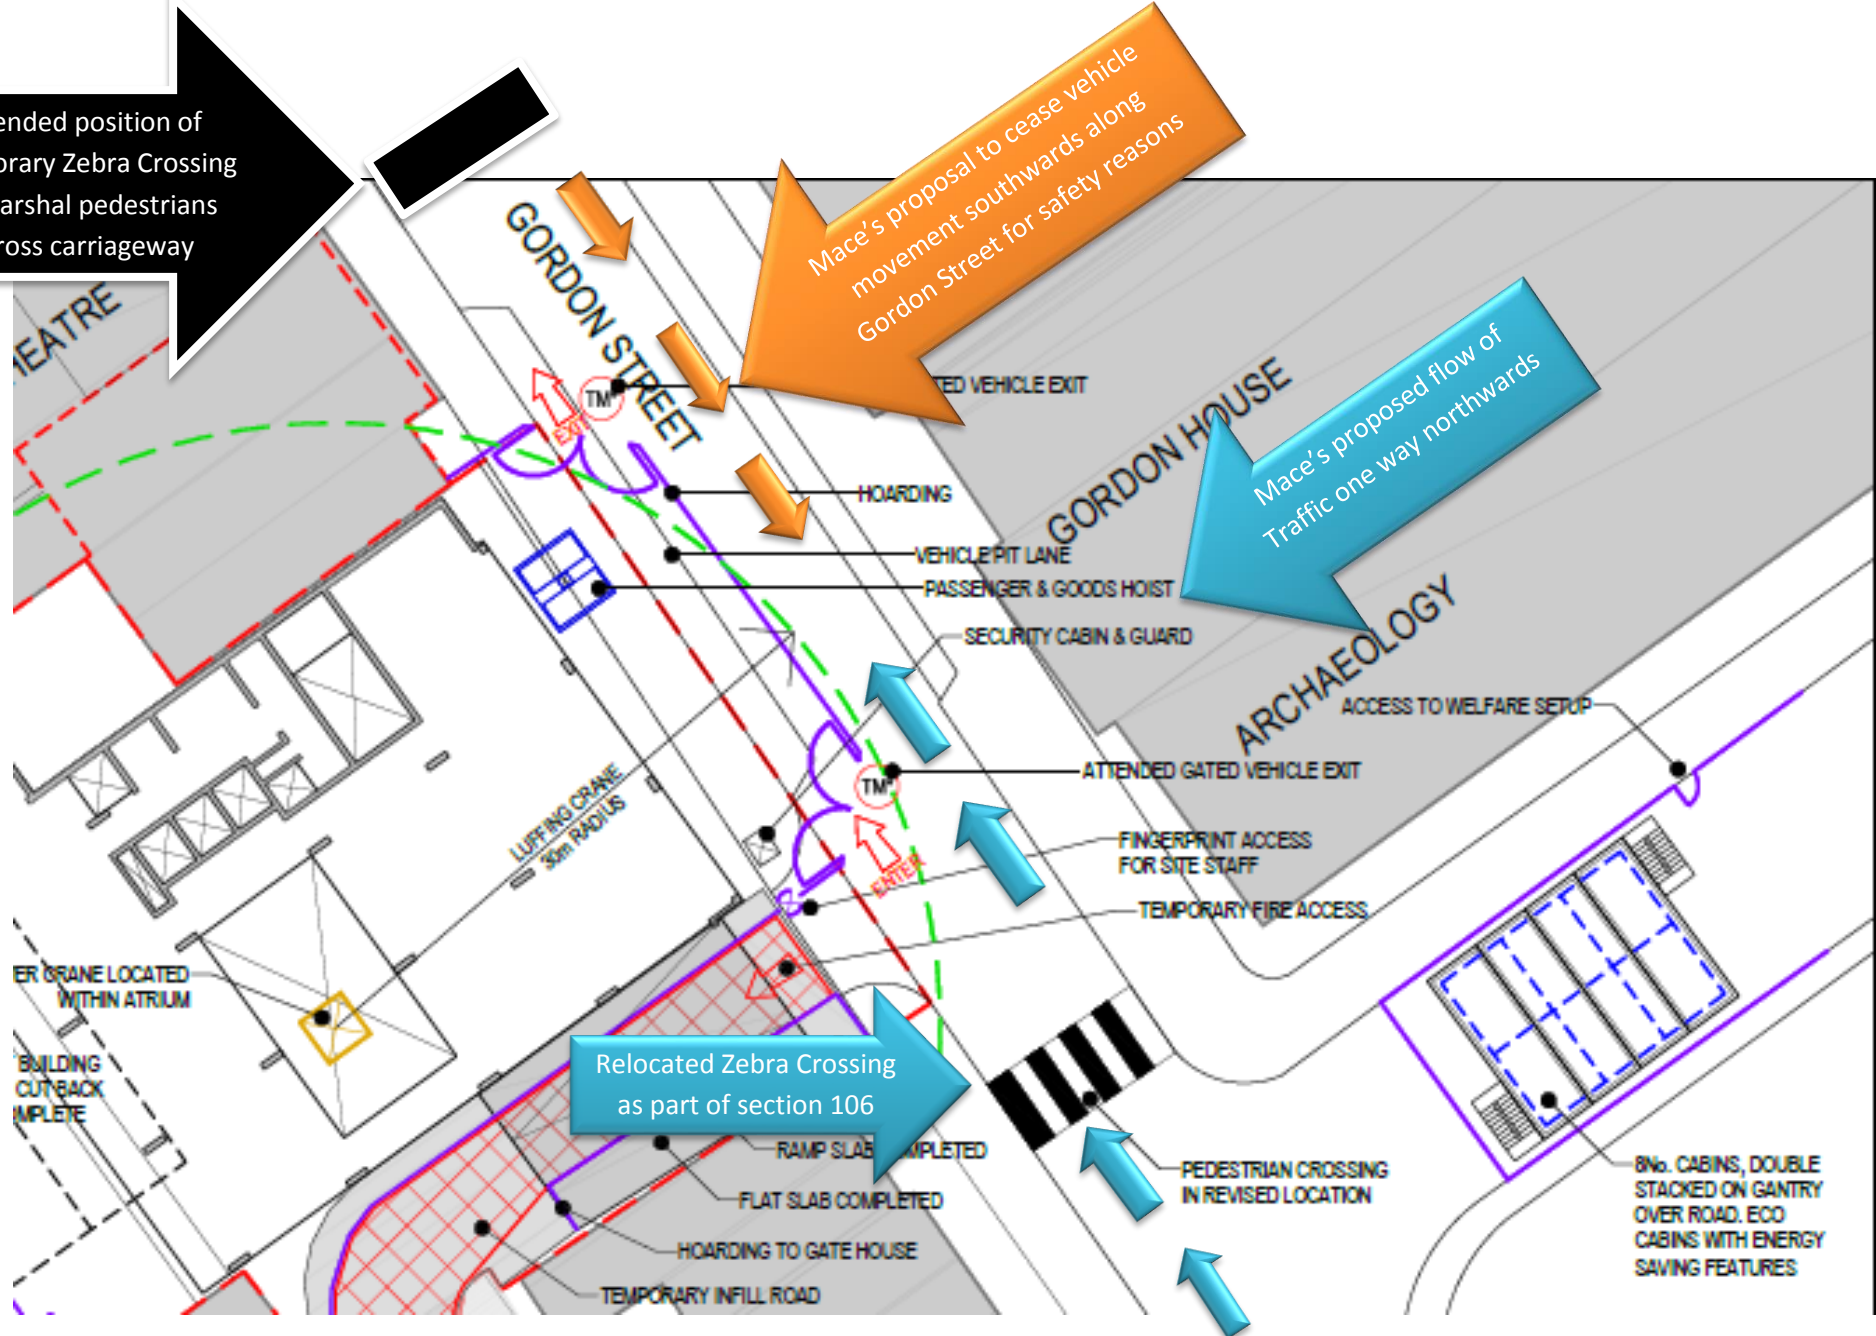 ended position of
orary Zebra Crossing
arshal pedestrians
ross carriageway
Mace's proposal to cease vehicle
movement southwards along
Gordon Street for safety reasons
Mace's proposed flow of
Traffic one way northwards
GORDON STREET
HEATRE
TM
EXIT
TED VEHICLE EXIT
GORDON HOUSE
HOARDING
VEHICLE PIT LANE
PASSENGER & GOODS HOIST
SECURITY CABIN & GUARD
ARCHAEOLOGY
ACCESS TO WELFARE SETUP
ATTENDED GATED VEHICLE EXIT
TM
ENTER
LUFFING CRANE
30m RADIUS
FINGERPRINT ACCESS
FOR SITE STAFF
TEMPORARY FIRE ACCESS
ER CRANE LOCATED
WITHIN ATRIUM
BUILDING
CUT BACK
MPLETE
Relocated Zebra Crossing
as part of section 106
RAMP SLAB COMPLETED
FLAT SLAB COMPLETED
HOARDING TO GATE HOUSE
TEMPORARY INFILL ROAD
PEDESTRIAN CROSSING
IN REVISED LOCATION
8No. CABINS, DOUBLE
STACKED ON GANTRY
OVER ROAD. ECO
CABINS WITH ENERGY
SAVING FEATURES